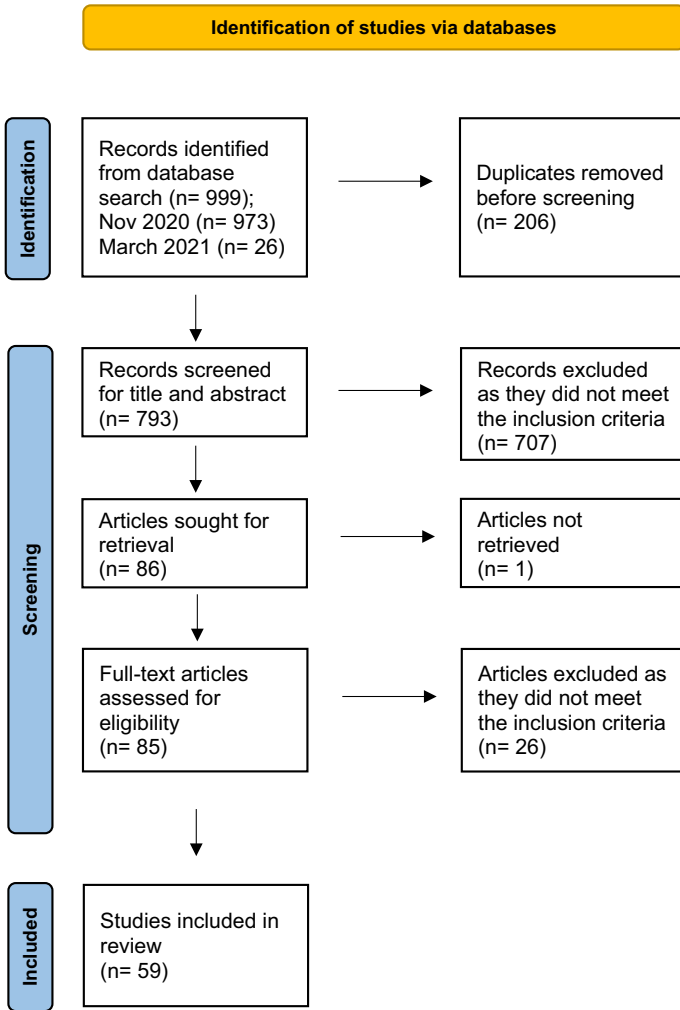 Identification of studies via databases
Identification
Records identified
from database
search (n= 999);
Nov 2020 (n= 973)
March 2021 (n= 26)
Duplicates removed
before screening
(n= 206)
Screening
Records screened
for title and abstract
(n= 793)
Records excluded
as they did not meet
the inclusion criteria
(n= 707)
Articles sought for
retrieval
(n= 86)
Articles not
retrieved
(n= 1)
Full-text articles
assessed for
eligibility
(n= 85)
Articles excluded as
they did not meet
the inclusion criteria
(n= 26)
Included
Studies included in
review
(n= 59)